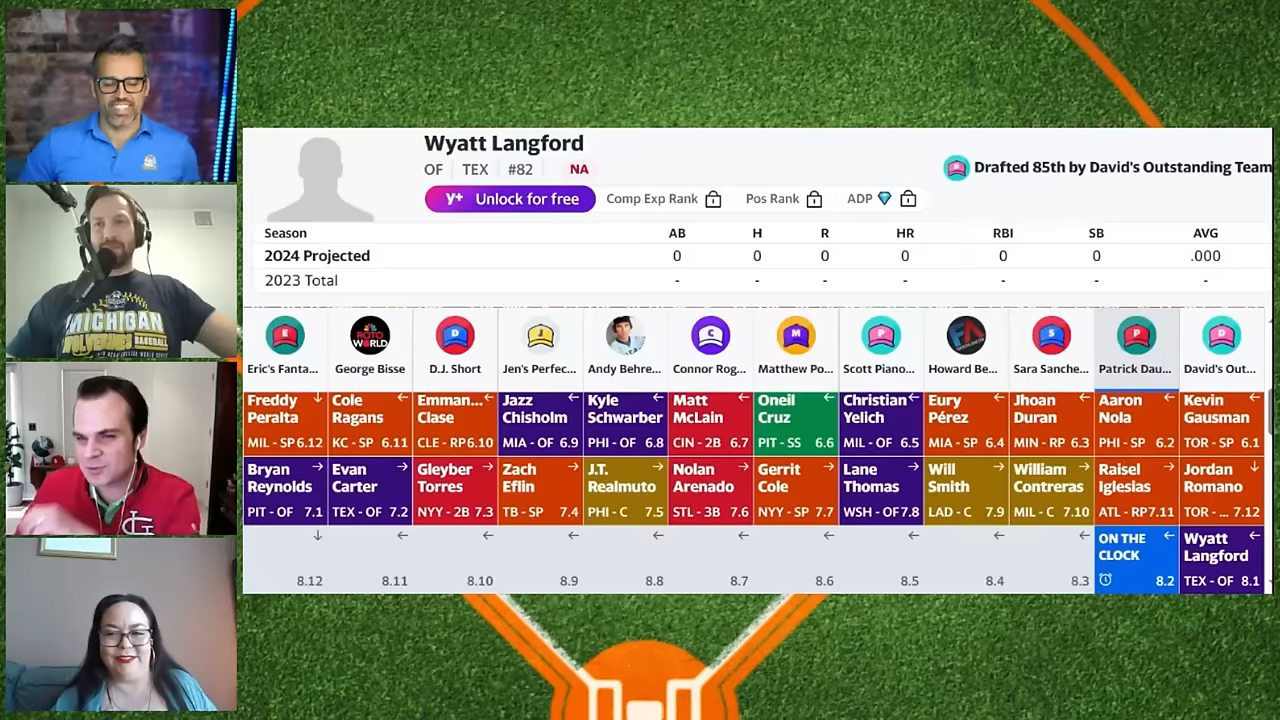 Wyatt Langford
OF TEX #82 NA
Drafted 85th by David's Outstanding Team
y+ Unlock for free Comp Exp Rank Pos Rank ADP
Season AB H R HR RBI SB AVG
2024 Projected 0 0 0 0 0 0 .000
2023 Total - - - - - - -
E ROTO WORLD D J C M P FA S P D
Eric's Fanta... George Bisse D.J. Short Jen's Perfec... Andy Behre... Connor Rog... Matthew Po... Scott Piano... Howard Be... Sara Sanche... Patrick Dau... David's Out...
Freddy Cole Emman... Jazz Kyle Matt Oneil Christian Eury Jhoan Aaron Kevin
Peralta Ragans Clase Chisholm Schwarber McLain Cruz Yelich Pérez Duran Nola Gausman
MIL - SP 6.12 KC - SP 6.11 CLE - RP 6.10 MIA - OF 6.9 PHI - OF 6.8 CIN - 2B 6.7 PIT - SS 6.6 MIL - OF 6.5 MIA - SP 6.4 MIN - RP 6.3 PHI - SP 6.2 TOR - SP 6.1
Bryan Evan Gleyber Zach J.T. Nolan Gerrit Lane Will William Raisel Jordan
Reynolds Carter Torres Eflin Realmuto Arenado Cole Thomas Smith Contreras Iglesias Romano
PIT - OF 7.1 TEX - OF 7.2 NYY - 2B 7.3 TB - SP 7.4 PHI - C 7.5 STL - 3B 7.6 NYY - SP 7.7 WSH - OF 7.8 LAD - C 7.9 MIL - C 7.10 ATL - RP 7.11 TOR - ... 7.12
ON THE Wyatt
CLOCK Langford
8.12 8.11 8.10 8.9 8.8 8.7 8.6 8.5 8.4 8.3 8.2 TEX - OF 8.1
MICHIGAN
WOLVERINES
BASEBALL